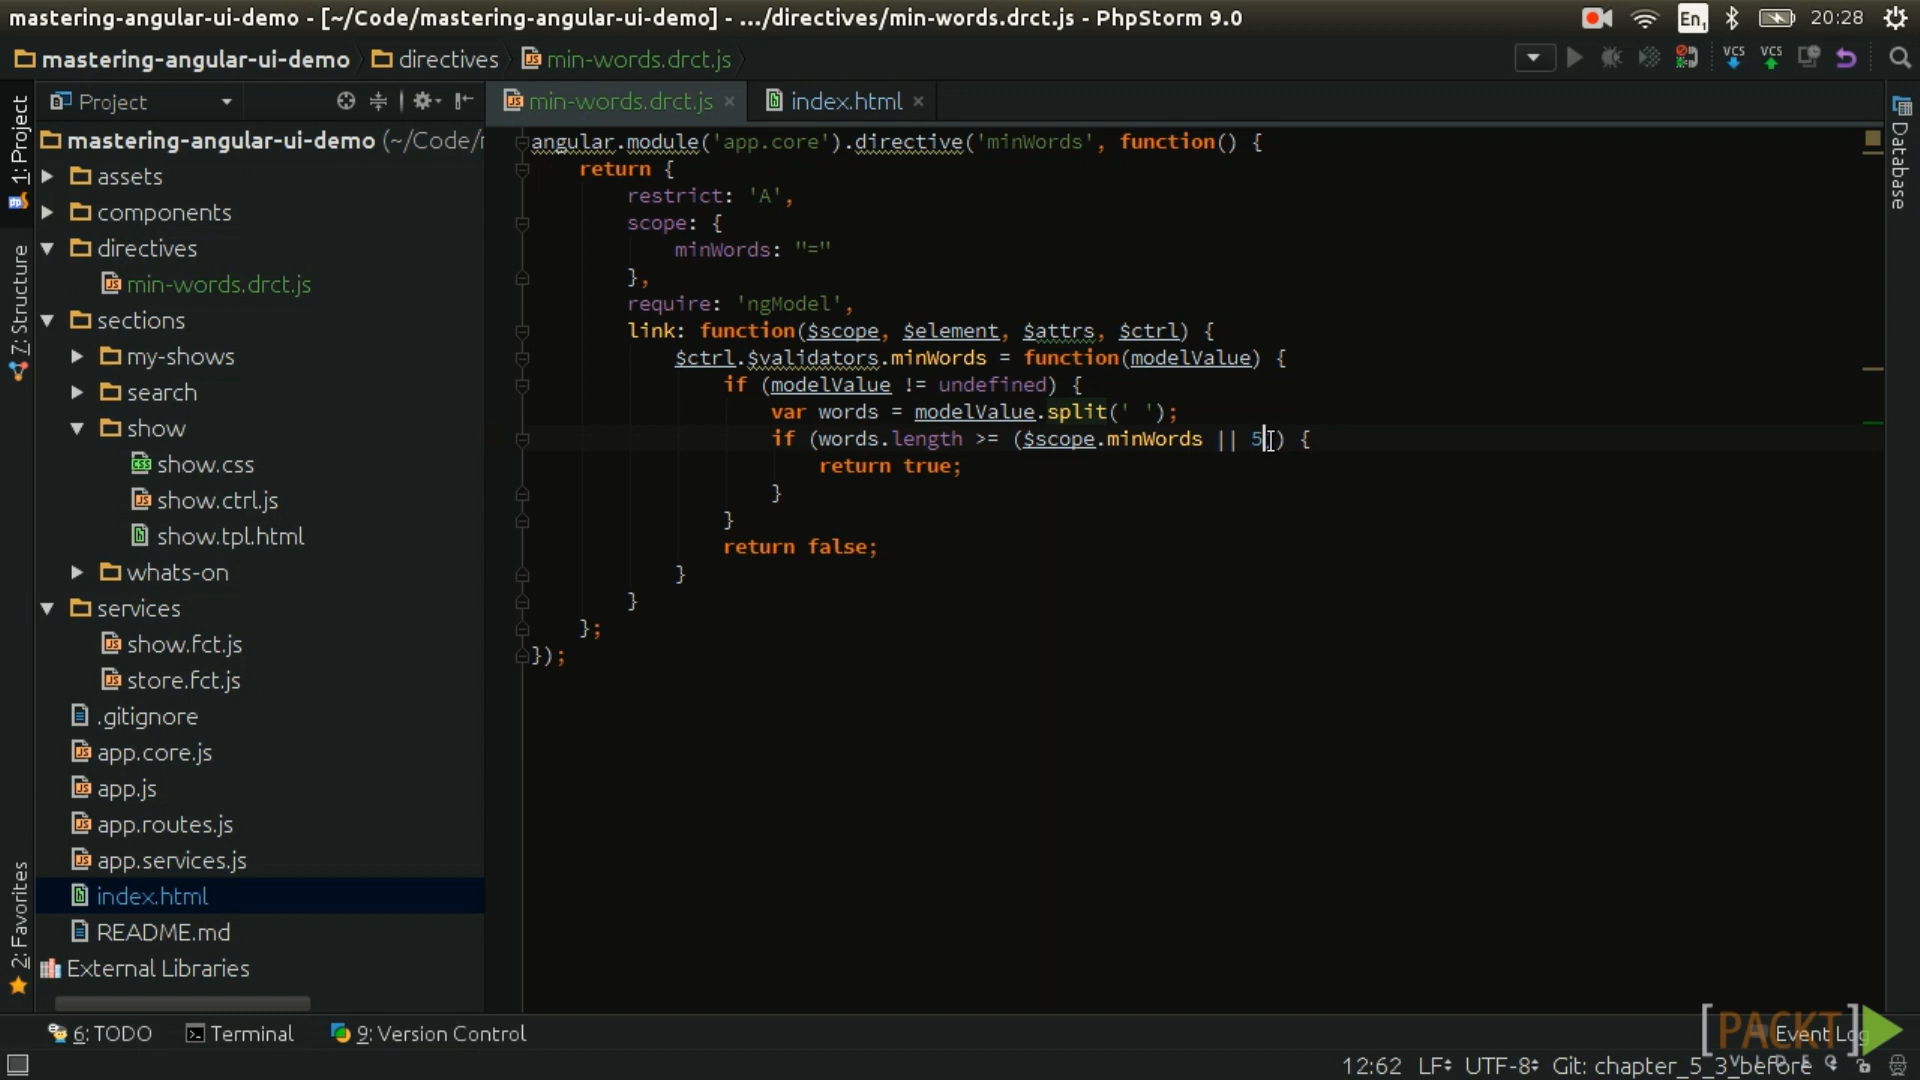 mastering-angular-ui-demo - [~/Code/mastering-angular-ui-demo] - .../directives/min-words.drct.js - PhpStorm 9.0
En1
20:28
mastering-angular-ui-demo
directives
min-words.drct.js
VCS
VCS
1: Project
7: Structure
2: Favorites
Project
mastering-angular-ui-demo (~/Code/
assets
components
directives
min-words.drct.js
sections
my-shows
search
show
show.css
show.ctrl.js
show.tpl.html
whats-on
services
show.fct.js
store.fct.js
.gitignore
app.core.js
app.js
app.routes.js
app.services.js
index.html
README.md
External Libraries
min-words.drct.js
index.html
angular.module('app.core').directive('minWords', function() {
return {
restrict: 'A',
scope: {
minWords: "="
},
require: 'ngModel',
link: function($scope, $element, $attrs, $ctrl) {
$ctrl.$validators.minWords = function(modelValue) {
if (modelValue != undefined) {
var words = modelValue.split(' ');
if (words.length >= ($scope.minWords || 5)) {
return true;
}
}
return false;
}
}
};
});
Database
6: TODO
Terminal
9: Version Control
Event Log
[PACKT]
VIDEO
12:62
LF
UTF-8
Git: chapter_5_3_before